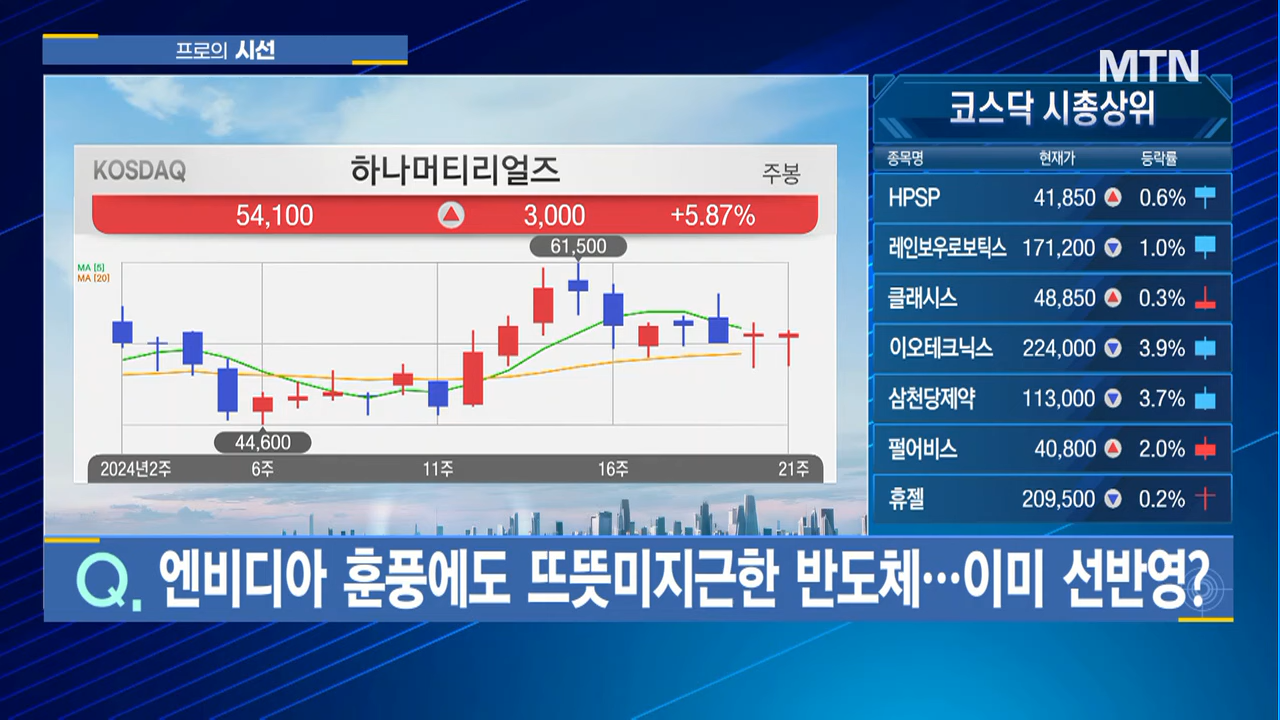 프로의 시선
MTN
KOSDAQ 하나머티리얼즈 주봉
54,100 3,000 +5.87%
61,500
MA [5]
MA [20]
44,600
2024년2주 6주 11주 16주 21주
코스닥 시총상위
종목명 현재가 등락률
HPSP 41,850 0.6%
레인보우로보틱스 171,200 1.0%
클래시스 48,850 0.3%
이오테크닉스 224,000 3.9%
삼천당제약 113,000 3.7%
펄어비스 40,800 2.0%
휴젤 209,500 0.2%
Q. 엔비디아 훈풍에도 뜨뜻미지근한 반도체…이미 선반영?